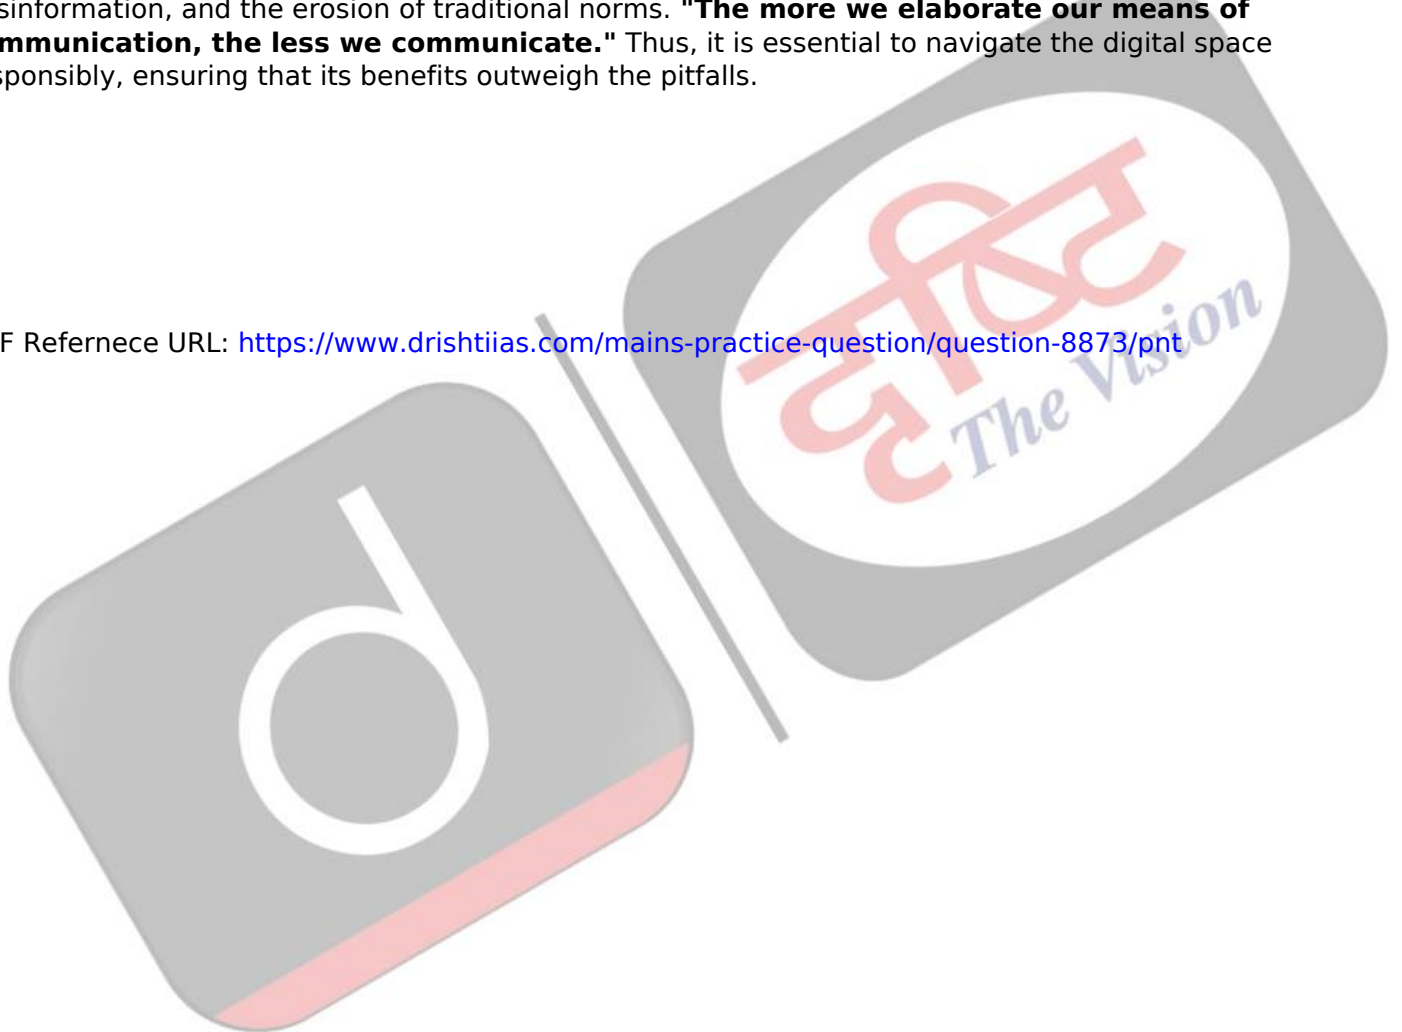 sinformation, and the erosion of traditional norms. "The more we elaborate our means of
mmunication, the less we communicate." Thus, it is essential to navigate the digital space
sponsibly, ensuring that its benefits outweigh the pitfalls.
F Refernece URL: https://www.drishtiias.com/mains-practice-question/question-8873/pnt
दृष्टि
The Vision
d